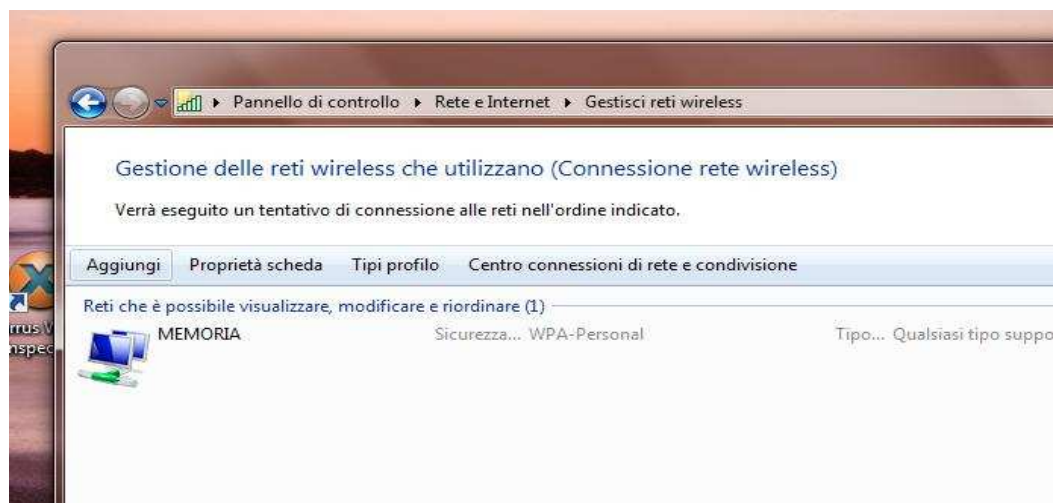 Pannello di controllo Rete e Internet Gestisci reti wireless
Gestione delle reti wireless che utilizzano (Connessione rete wireless)
Verrà eseguito un tentativo di connessione alle reti nell'ordine indicato.
Aggiungi Proprietà scheda Tipi profilo Centro connessioni di rete e condivisione
Reti che è possibile visualizzare, modificare e riordinare (1)
MEMORIA Sicurezza... WPA-Personal Tipo... Qualsiasi tipo suppo
rrus W
nspec